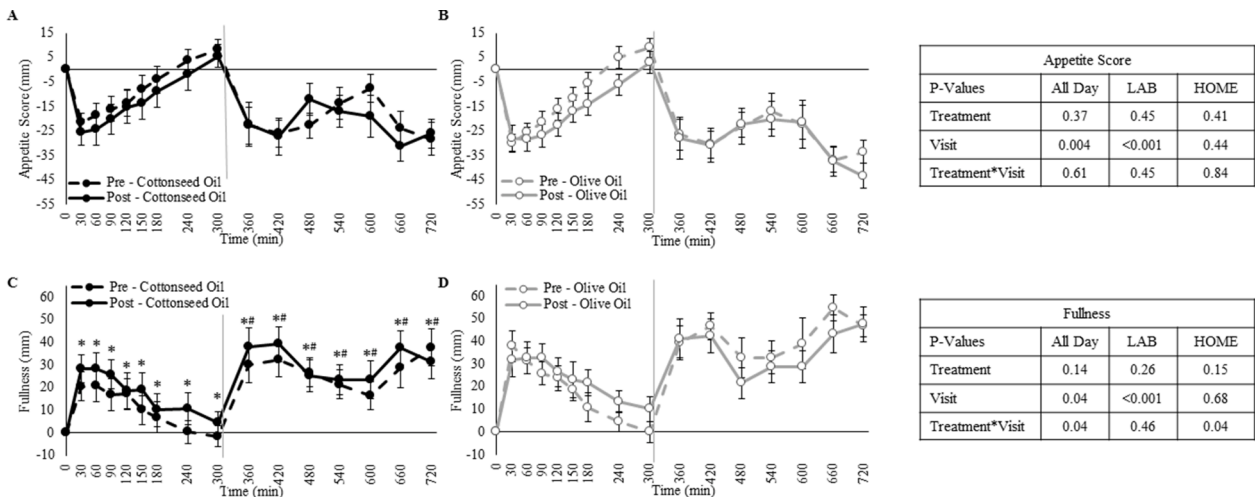 A
15
5
-5
-15
-25
-35
-45
-55
Appetite Score (mm)
Pre - Cottonseed Oil
Post - Cottonseed Oil
0 30 60 90 120 150 180 240 300 360 420 480 540 600 660 720
Time (min)
B
15
5
-5
-15
-25
-35
-45
-55
Appetite Score (mm)
Pre - Olive Oil
Post - Olive Oil
0 30 60 90 120 150 180 240 300 360 420 480 540 600 660 720
Time (min)
Appetite Score
P-Values All Day LAB HOME
Treatment 0.37 0.45 0.41
Visit 0.004 <0.001 0.44
Treatment*Visit 0.61 0.45 0.84
C
60
50
40
30
20
10
0
-10
Fullness (mm)
Pre - Cottonseed Oil
Post - Cottonseed Oil
* * * * * * * * *# *# *# *# *# *# *#
0 30 60 90 120 150 180 240 300 360 420 480 540 600 660 720
Time (min)
D
60
50
40
30
20
10
0
-10
Fullness (mm)
Pre - Olive Oil
Post - Olive Oil
0 30 60 90 120 150 180 240 300 360 420 480 540 600 660 720
Time (min)
Fullness
P-Values All Day LAB HOME
Treatment 0.14 0.26 0.15
Visit 0.04 <0.001 0.68
Treatment*Visit 0.04 0.46 0.04